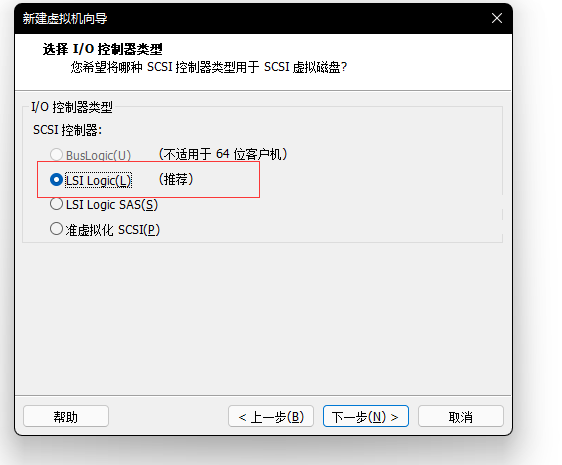 新建虚拟机向导
选择 I/O 控制器类型
您希望将哪种 SCSI 控制器类型用于 SCSI 虚拟磁盘?
I/O 控制器类型
SCSI 控制器:
BusLogic(U) (不适用于 64 位客户机)
LSI Logic(L) (推荐)
LSI Logic SAS(S)
准虚拟化 SCSI(P)
帮助 < 上一步(B) 下一步(N) > 取消